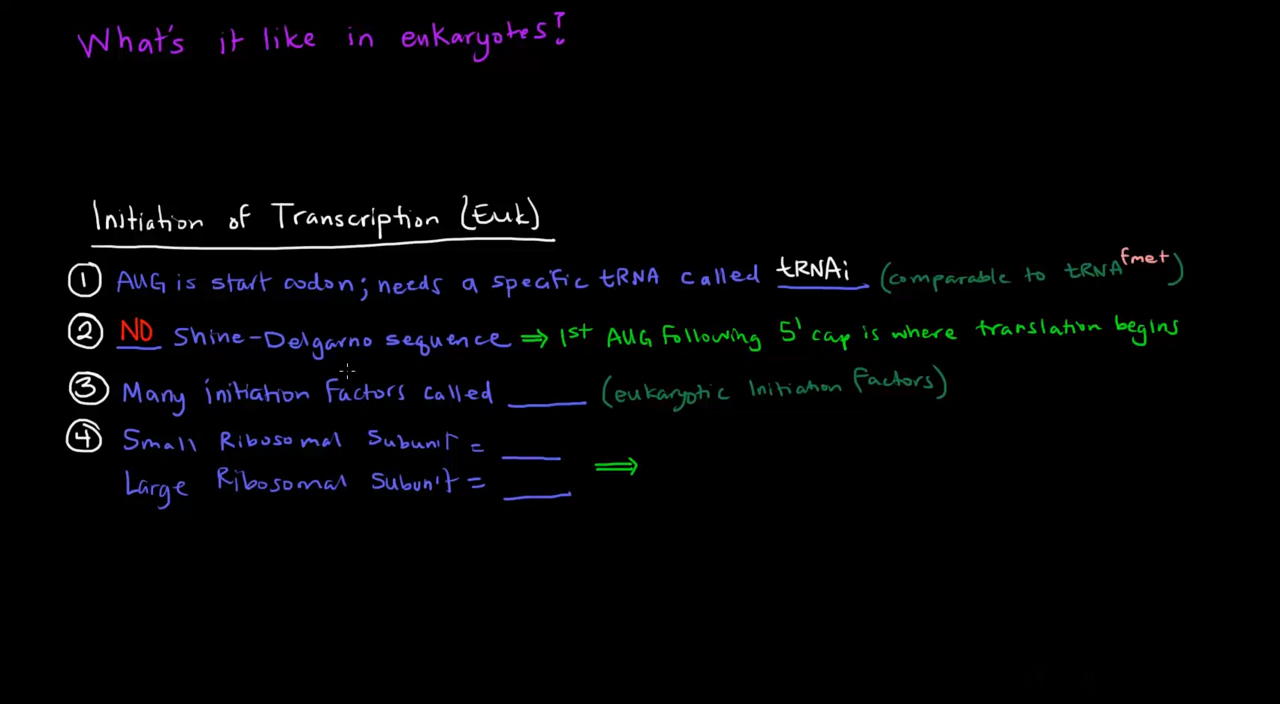 What's it like in eukaryotes?
Initiation of Transcription (Euk)
① AUG is start codon; needs a specific tRNA called tRNAi (comparable to tRNA^fmet)
② NO Shine-Delgarno sequence ⇒ 1st AUG following 5' cap is where translation begins
③ Many initiation factors called ____ (eukaryotic Initiation Factors)
④ Small Ribosomal Subunit = ____
Large Ribosomal Subunit = ____ ⇒